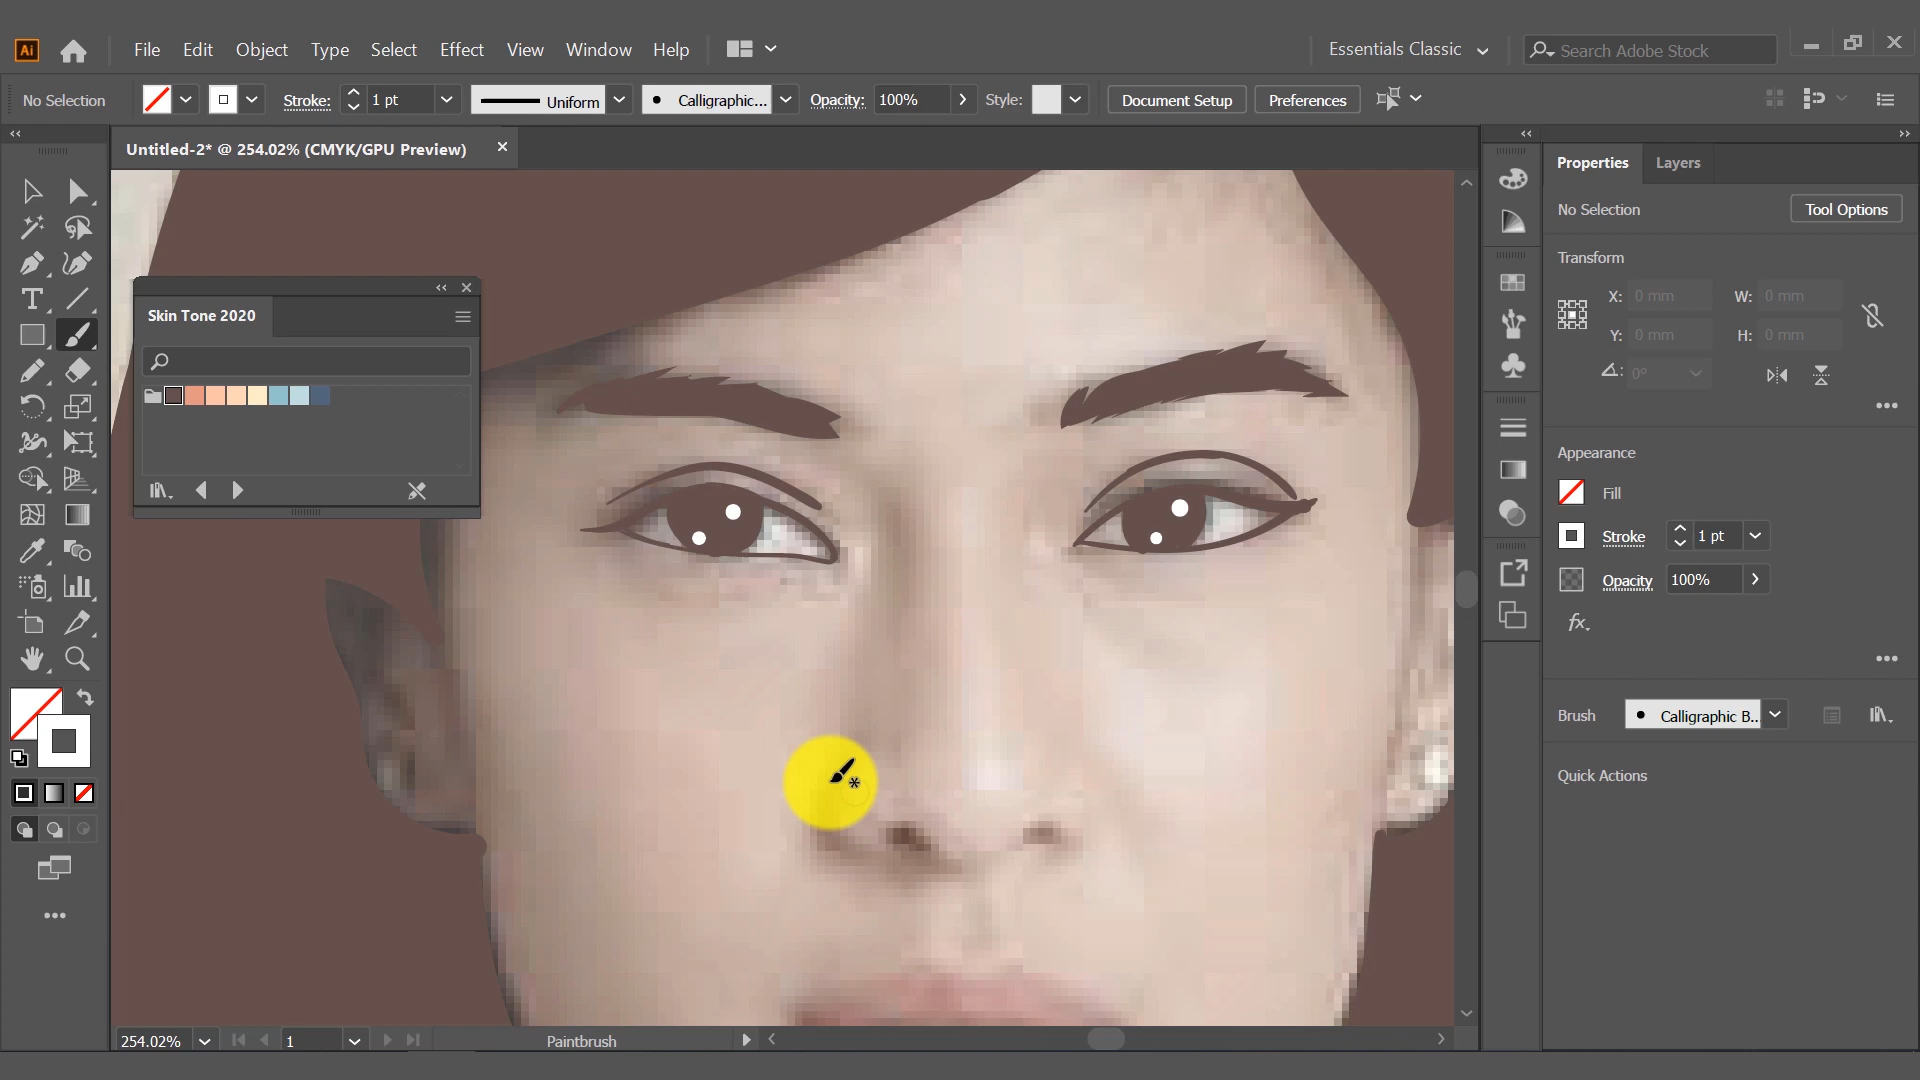 Ai File Edit Object Type Select Effect View Window Help Essentials Classic Search Adobe Stock
No Selection Stroke: 1 pt Uniform Calligraphic... Opacity: 100% Style: Document Setup Preferences
Untitled-2* @ 254.02% (CMYK/GPU Preview)
Skin Tone 2020
Properties Layers
No Selection Tool Options
Transform
X: 0 mm W: 0 mm
Y: 0 mm H: 0 mm
0°
Appearance
Fill
Stroke 1 pt
Opacity 100%
fx
Brush Calligraphic B..
Quick Actions
254.02% 1 Paintbrush